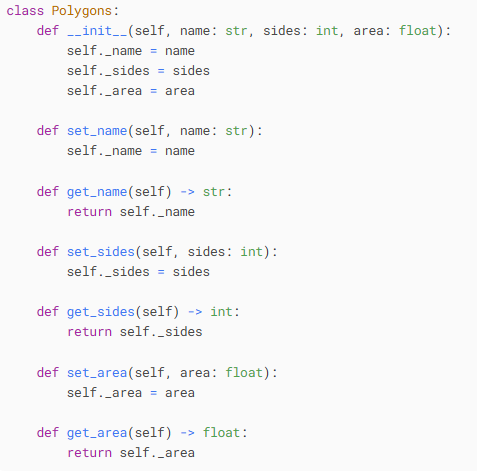 class Polygons:
    def __init__(self, name: str, sides: int, area: float):
        self._name = name
        self._sides = sides
        self._area = area

    def set_name(self, name: str):
        self._name = name

    def get_name(self) -> str:
        return self._name

    def set_sides(self, sides: int):
        self._sides = sides

    def get_sides(self) -> int:
        return self._sides

    def set_area(self, area: float):
        self._area = area

    def get_area(self) -> float:
        return self._area